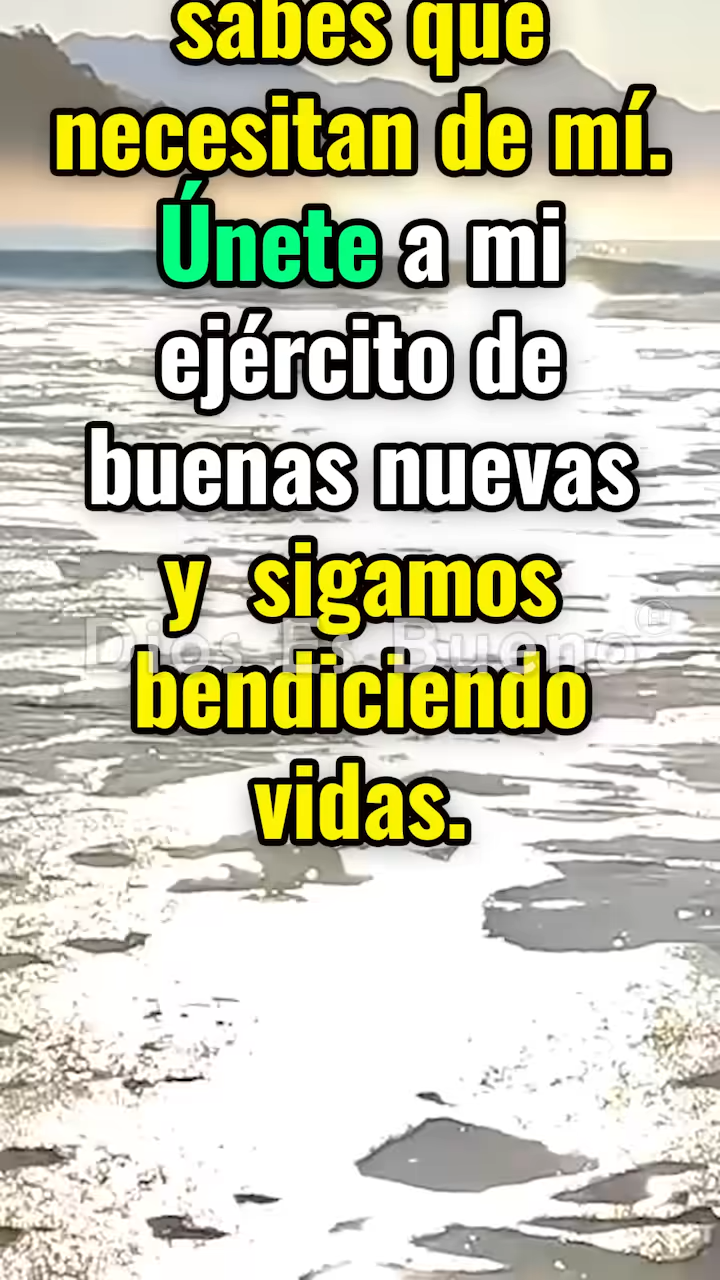 sabes que
necesitan de mí.
Únete a mi
ejército de
buenas nuevas
y sigamos
Dios Es Bueno
bendiciendo
vidas.